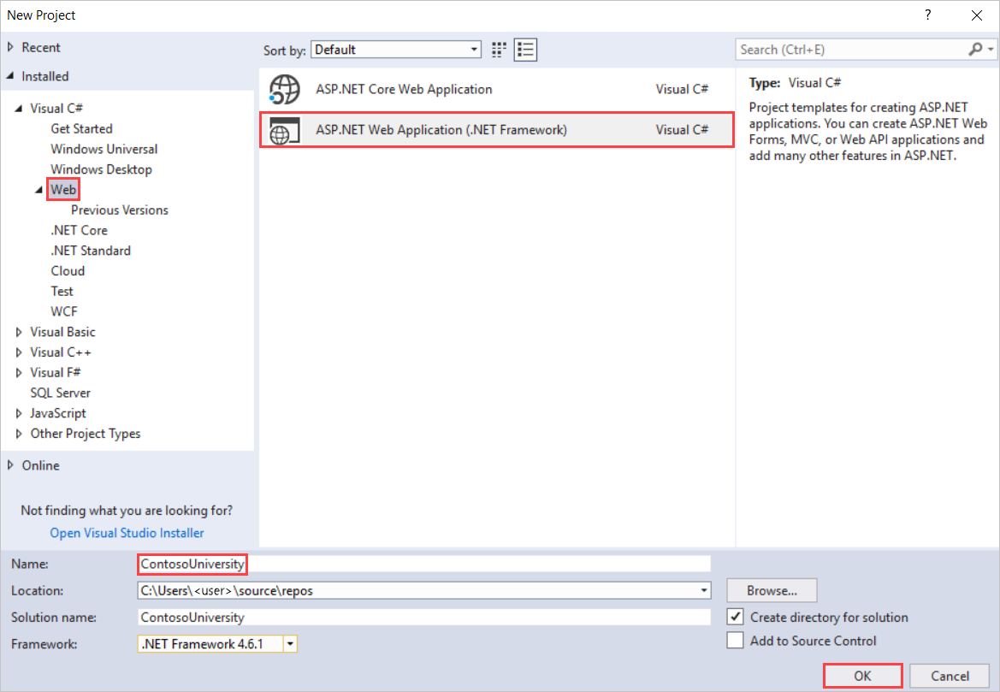 New Project
?
Recent
Installed
Visual C#
Get Started
Windows Universal
Windows Desktop
Web
Previous Versions
.NET Core
.NET Standard
Cloud
Test
WCF
Visual Basic
Visual C++
Visual F#
SQL Server
JavaScript
Other Project Types
Online
Not finding what you are looking for?
Open Visual Studio Installer
Sort by: Default
ASP.NET Core Web Application Visual C#
ASP.NET Web Application (.NET Framework) Visual C#
Search (Ctrl+E)
Type: Visual C#
Project templates for creating ASP.NET
applications. You can create ASP.NET Web
Forms, MVC, or Web API applications and
add many other features in ASP.NET.
Name: ContosoUniversity
Location: C:\Users\<user>\source\repos
Browse...
Solution name: ContosoUniversity
Create directory for solution
Framework: .NET Framework 4.6.1
Add to Source Control
OK Cancel